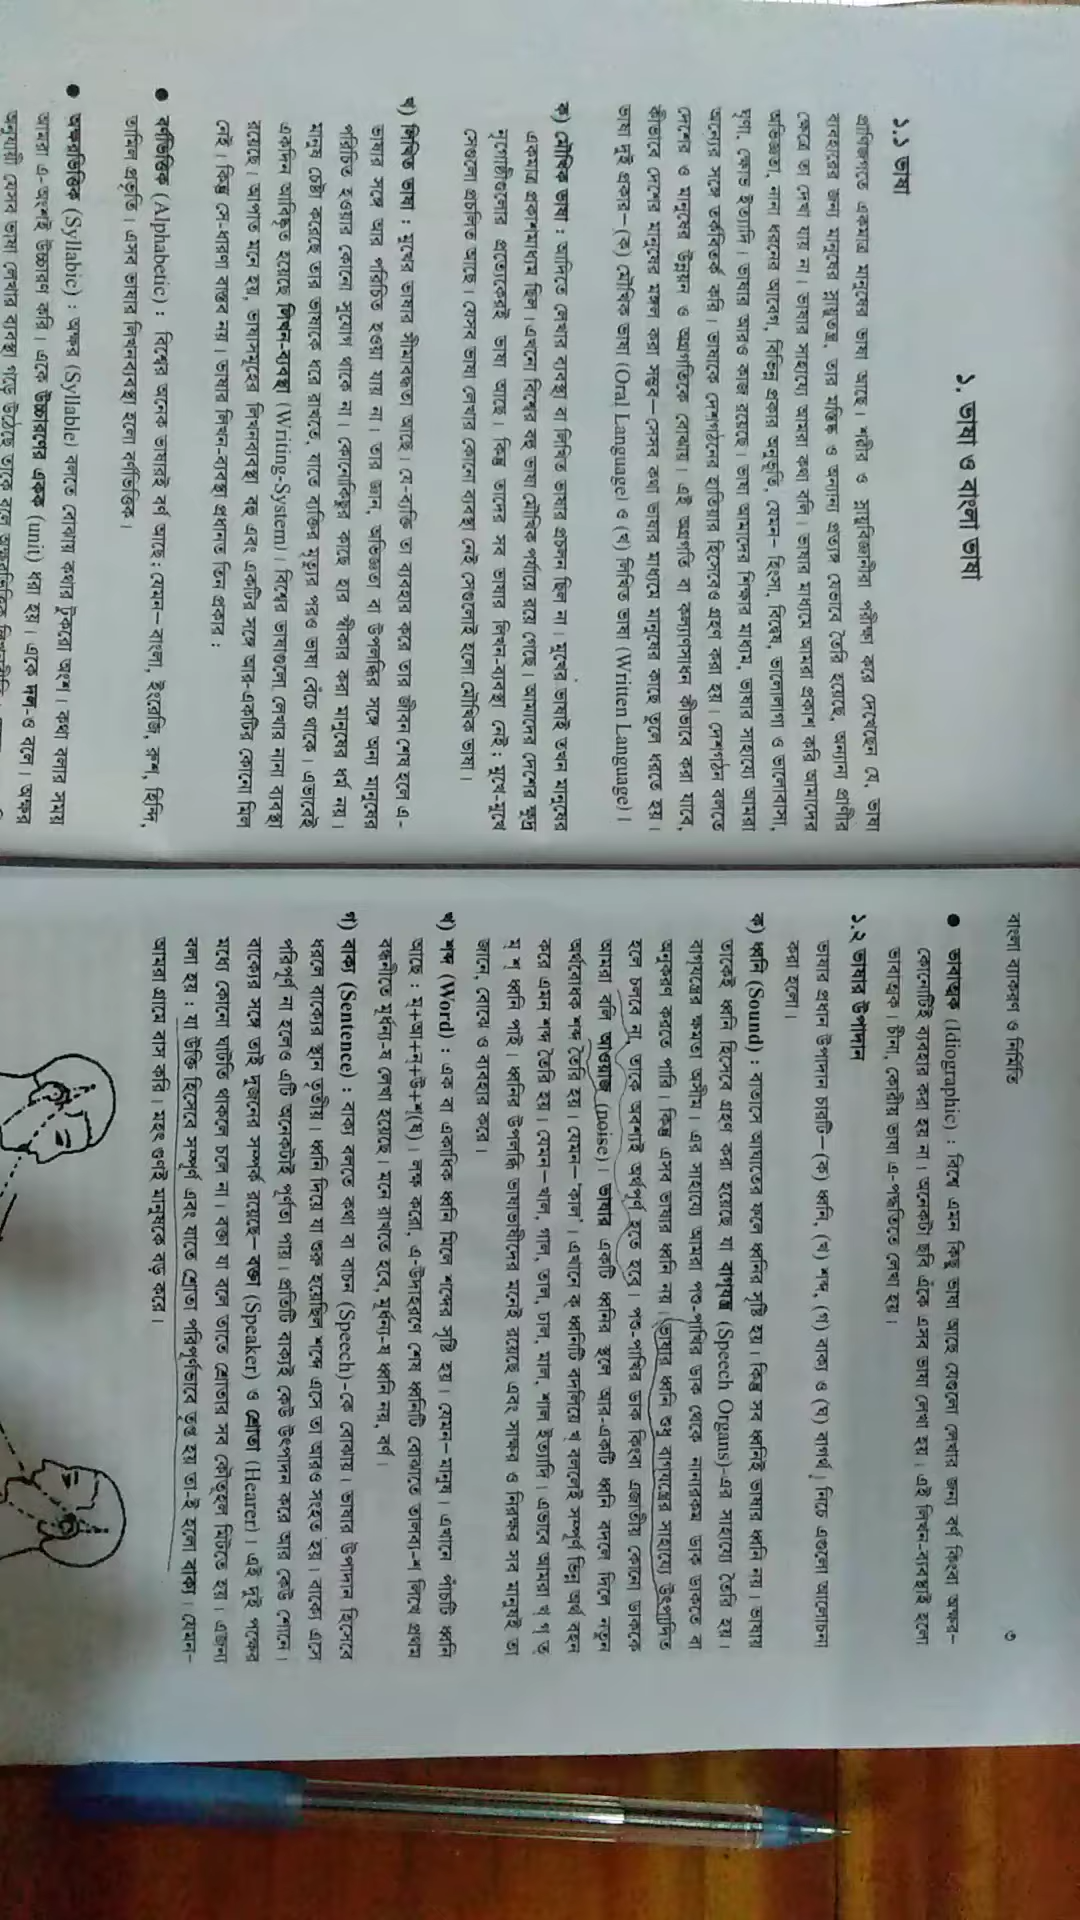 ১. ভাষা ও বাংলা ভাষা
১.১ ভাষা
প্রাণিজগতে একমাত্র মানুষের ভাষা আছে। শরীর ও স্নায়ুবিজ্ঞানীরা পরীক্ষা করে দেখেছেন যে, ভাষা
ব্যবহারের জন্য মানুষের স্নায়ুতন্ত্র, তার মস্তিষ্ক ও অন্যান্য প্রত্যঙ্গ যেভাবে তৈরি হয়েছে, অন্যান্য প্রাণীর
ক্ষেত্রে তা দেখা যায় না। ভাষার সাহায্যে আমরা কথা বলি। ভাষার মাধ্যমে আমরা প্রকাশ করি আমাদের
অভিজ্ঞতা, নানা ধরনের আবেগ, বিভিন্ন প্রকার অনুভূতি, যেমন– হিংসা, বিদ্বেষ, ভালোলাগা ও ভালোবাসা,
ঘৃণা, ক্ষোভ ইত্যাদি। ভাষার আরও কাজ রয়েছে। ভাষা আমাদের শিক্ষার মাধ্যম, ভাষার সাহায্যে আমরা
অন্যের সঙ্গে তর্কবিতর্ক করি। ভাষাকে দেশগঠনের হাতিয়ার হিসেবেও গ্রহণ করা হয়। দেশগঠন বলতে
দেশের ও মানুষের উন্নয়ন ও অগ্রগতিকে বোঝায়। এই অগ্রগতি বা কল্যাণসাধন কীভাবে করা যাবে,
কীভাবে দেশের মানুষের মঙ্গল করা সম্ভব– সেসব কথা ভাষার মাধ্যমে মানুষের কাছে তুলে ধরতে হয়।
ভাষা দুই প্রকার– (ক) মৌখিক ভাষা (Oral Language) ও (খ) লিখিত ভাষা (Written Language)।
ক) মৌখিক ভাষা : আদিতে লেখার ব্যবস্থা বা লিখিত ভাষার প্রচলন ছিল না। মুখের ভাষাই তখন মানুষের
একমাত্র প্রকাশমাধ্যম ছিল। এখনো বিশ্বের বহু ভাষা মৌখিক পর্যায়ে রয়ে গেছে। আমাদের দেশের ক্ষুদ্র
নৃগোষ্ঠীগুলোর প্রত্যেকেরই ভাষা আছে। কিন্তু তাদের সব ভাষার লিখন-ব্যবস্থা নেই; মুখে-মুখে
সেগুলো প্রচলিত আছে। যেসব ভাষা লেখার কোনো ব্যবস্থা নেই সেগুলোই হলো মৌখিক ভাষা।
খ) লিখিত ভাষা : মুখের ভাষার সীমাবদ্ধতা আছে। যে-ব্যক্তি তা ব্যবহার করে তার জীবন শেষ হলে এ-
ভাষার সঙ্গে আর পরিচিত হওয়া যায় না। তার জ্ঞান, অভিজ্ঞতা বা উপলব্ধির সঙ্গে অন্য মানুষের
পরিচিত হওয়ার কোনো সুযোগ থাকে না। কোনোকিছুর কাছে হার স্বীকার করা মানুষের ধর্ম নয়।
মানুষ চেষ্টা করেছে তার ভাষাকে ধরে রাখতে, যাতে ব্যক্তির মৃত্যুর পরও ভাষা বেঁচে থাকে। এভাবেই
একদিন আবিষ্কৃত হয়েছে লিখন-ব্যবস্থা (Writing-System)। বিশ্বের ভাষাগুলো লেখার নানা ব্যবস্থা
রয়েছে। আপাত মনে হয়, ভাষাসমূহের লিখনব্যবস্থা বহু এবং একটির সঙ্গে আর-একটির কোনো মিল
নেই। কিন্তু সে-ধারণা বাস্তব নয়। ভাষার লিখন-ব্যবস্থা প্রধানত তিন প্রকার :
● বর্ণভিত্তিক (Alphabetic) : বিশ্বের অনেক ভাষারই বর্ণ আছে; যেমন– বাংলা, ইংরেজি, রুশ, হিন্দি,
তামিল প্রভৃতি। এসব ভাষার লিখনব্যবস্থা হলো বর্ণভিত্তিক।
● অক্ষরভিত্তিক (Syllabic) : অক্ষর (Syllable) বলতে বোঝায় কথার টুকরো অংশ। কথা বলার সময়
আমরা এ-অংশই উচ্চারণ করি। একে উচ্চারণের একক (unit) ধরা হয়। একে দল-ও বলে। অক্ষর
অনুযায়ী যেসব ভাষা লেখার ব্যবস্থা গড়ে উঠেছে তাকে বলে অক্ষরভিত্তিক
বাংলা ব্যাকরণ ও নির্মিতি
৩
● ভাবাত্মক (Idiographic) : বিশ্বে এমন কিছু ভাষা আছে যেগুলো লেখার জন্য বর্ণ কিংবা অক্ষর–
কোনোটিই ব্যবহার করা হয় না। অনেকটা ছবি এঁকে এসব ভাষা লেখা হয়। এই লিখন-ব্যবস্থাই হলো
ভাবাত্মক। চীনা, কোরীয় ভাষা এ-পদ্ধতিতে লেখা হয়।
১.২ ভাষার উপাদান
ভাষার প্রধান উপাদান চারটি– (ক) ধ্বনি, (খ) শব্দ, (গ) বাক্য ও (ঘ) বাগর্থ। নিচে এগুলো আলোচনা
করা হলো।
ক) ধ্বনি (Sound) : বাতাসে আঘাতের ফলে ধ্বনির সৃষ্টি হয়। কিন্তু সব ধ্বনিই ভাষার ধ্বনি নয়। ভাষায়
তাকেই ধ্বনি হিসেবে গ্রহণ করা হয়েছে যা বাগ্‌যন্ত্র (Speech Organs)-এর সাহায্যে তৈরি হয়।
বাগ্‌যন্ত্রের ক্ষমতা অসীম। এর সাহায্যে আমরা পশু-পাখির ডাক থেকে নানারকম ডাক ডাকতে বা
অনুকরণ করতে পারি। কিন্তু এসব ভাষার ধ্বনি নয়। ভাষার ধ্বনি শুধু বাগ্‌যন্ত্রের সাহায্যে উৎপাদিত
হলে চলবে না, তাকে অবশ্যই অর্থপূর্ণ হতে হবে। পশু-পাখির ডাক কিংবা এজাতীয় কোনো ডাককে
আমরা বলি আওয়াজ (noise)। ভাষার একটি ধ্বনির স্থলে আর-একটি ধ্বনি বদলে দিলে নতুন
অর্থবোধক শব্দ তৈরি হয়। যেমন– 'কাল'। এখানে ক্ ধ্বনিটি বদলিয়ে খ্ বললেই সম্পূর্ণ ভিন্ন অর্থ বহন
করে এমন শব্দ তৈরি হয়। যেমন– খাল, গাল, তাল, ঢাল, মাল, শাল ইত্যাদি। এভাবে আমরা খ্ গ্ ত্
ম্ শ্ ধ্বনি পাই। ধ্বনির উপলব্ধি ভাষাভাষীদের মনেই রয়েছে এবং সাক্ষর ও নিরক্ষর সব মানুষই তা
জানে, বোঝে ও ব্যবহার করে।
খ) শব্দ (Word) : এক বা একাধিক ধ্বনি মিলে শব্দের সৃষ্টি হয়। যেমন– মানুষ। এখানে পাঁচটি ধ্বনি
আছে : ম্+আ+ন্+উ+শ্(ষ)। লক্ষ করো, এ-উদাহরণে শেষ ধ্বনিটি বোঝাতে তালব্য-শ লিখে প্রথম
বন্ধনীতে মূর্ধন্য-ষ লেখা হয়েছে। মনে রাখতে হবে, মূর্ধন্য-ষ ধ্বনি নয়, বর্ণ।
গ) বাক্য (Sentence) : বাক্য বলতে কথা বা বাচন (Speech)-কে বোঝায়। ভাষার উপাদান হিসেবে
ধরলে বাক্যের স্থান তৃতীয়। ধ্বনি দিয়ে যা শুরু হয়েছিল শব্দে এসে তা আরও সংহত হয়। বাক্যে এসে
পরিপূর্ণ না হলেও এটি অনেকটাই পূর্ণতা পায়। প্রতিটি বাক্যই কেউ উৎপাদন করে আর কেউ শোনে।
বাক্যের সঙ্গে তাই দুজনের সম্পর্ক রয়েছে– বক্তা (Speaker) ও শ্রোতা (Hearer)। এই দুই পক্ষের
মধ্যে কোনো ঘাটতি থাকলে চলে না। বক্তা যা বলে তাতে শ্রোতার সব কৌতূহল মিটতে হয়। এজন্য
বলা হয় : যা উক্তি হিসেবে সম্পূর্ণ এবং যাতে শ্রোতা পরিপূর্ণভাবে তৃপ্ত হয় তা-ই হলো বাক্য। যেমন–
আমরা গ্রামে বাস করি। মহৎ গুণই মানুষকে বড় করে।